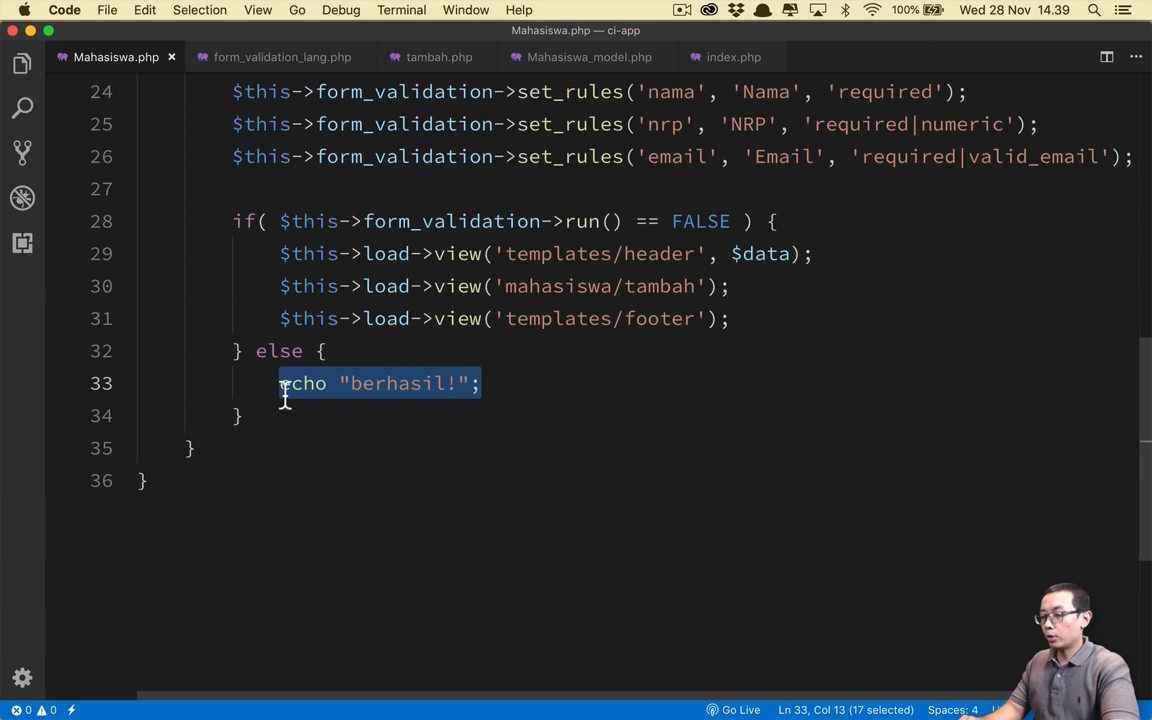 Code File Edit Selection View Go Debug Terminal Window Help 100% Wed 28 Nov 14.39
Mahasiswa.php — ci-app
Mahasiswa.php form_validation_lang.php tambah.php Mahasiswa_model.php index.php
24 $this->form_validation->set_rules('nama', 'Nama', 'required');
25 $this->form_validation->set_rules('nrp', 'NRP', 'required|numeric');
26 $this->form_validation->set_rules('email', 'Email', 'required|valid_email');
27
28 if( $this->form_validation->run() == FALSE ) {
29 $this->load->view('templates/header', $data);
30 $this->load->view('mahasiswa/tambah');
31 $this->load->view('templates/footer');
32 } else {
33 echo "berhasil!";
34 }
35 }
36 }
0 0 Go Live Ln 33, Col 13 (17 selected) Spaces: 4